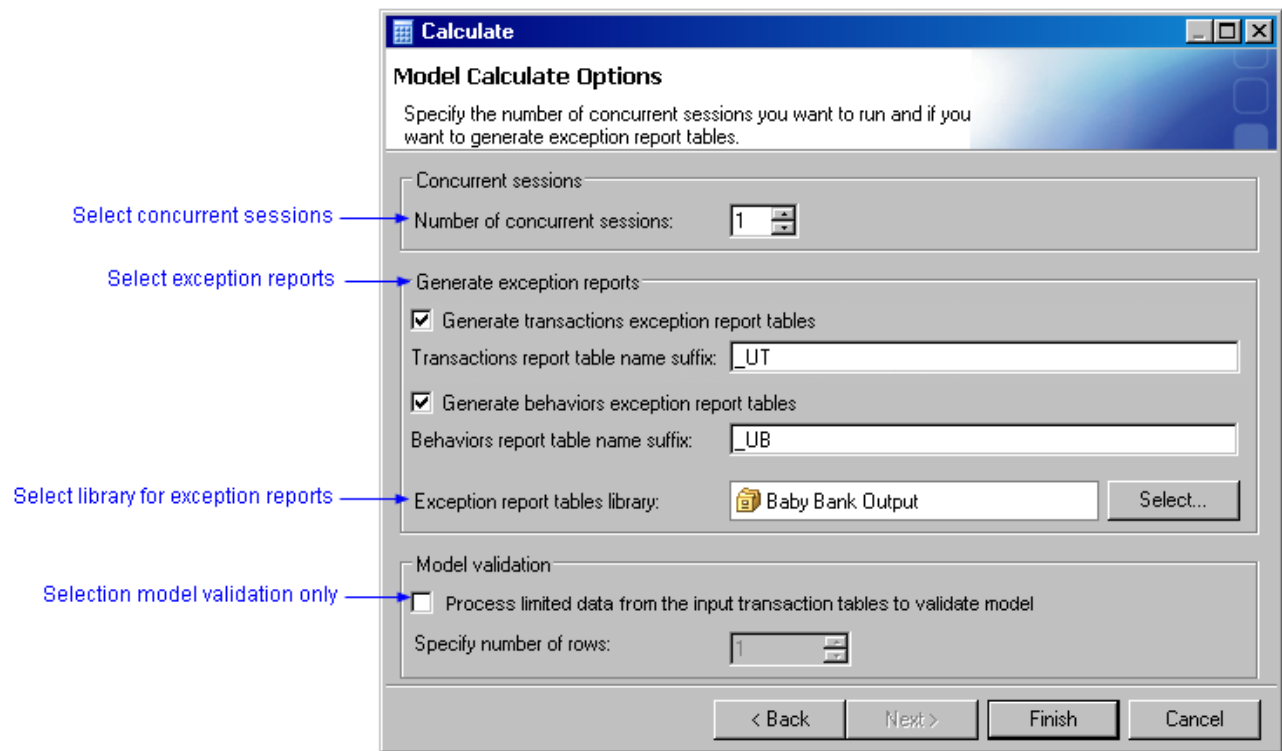 Calculate
Model Calculate Options
Specify the number of concurrent sessions you want to run and if you
want to generate exception report tables.
Concurrent sessions
Select concurrent sessions
Number of concurrent sessions: 1
Select exception reports
Generate exception reports
Generate transactions exception report tables
Transactions report table name suffix: _UT
Generate behaviors exception report tables
Behaviors report table name suffix: _UB
Select library for exception reports
Exception report tables library: Baby Bank Output Select...
Model validation
Selection model validation only
Process limited data from the input transaction tables to validate model
Specify number of rows: 1
< Back Next > Finish Cancel